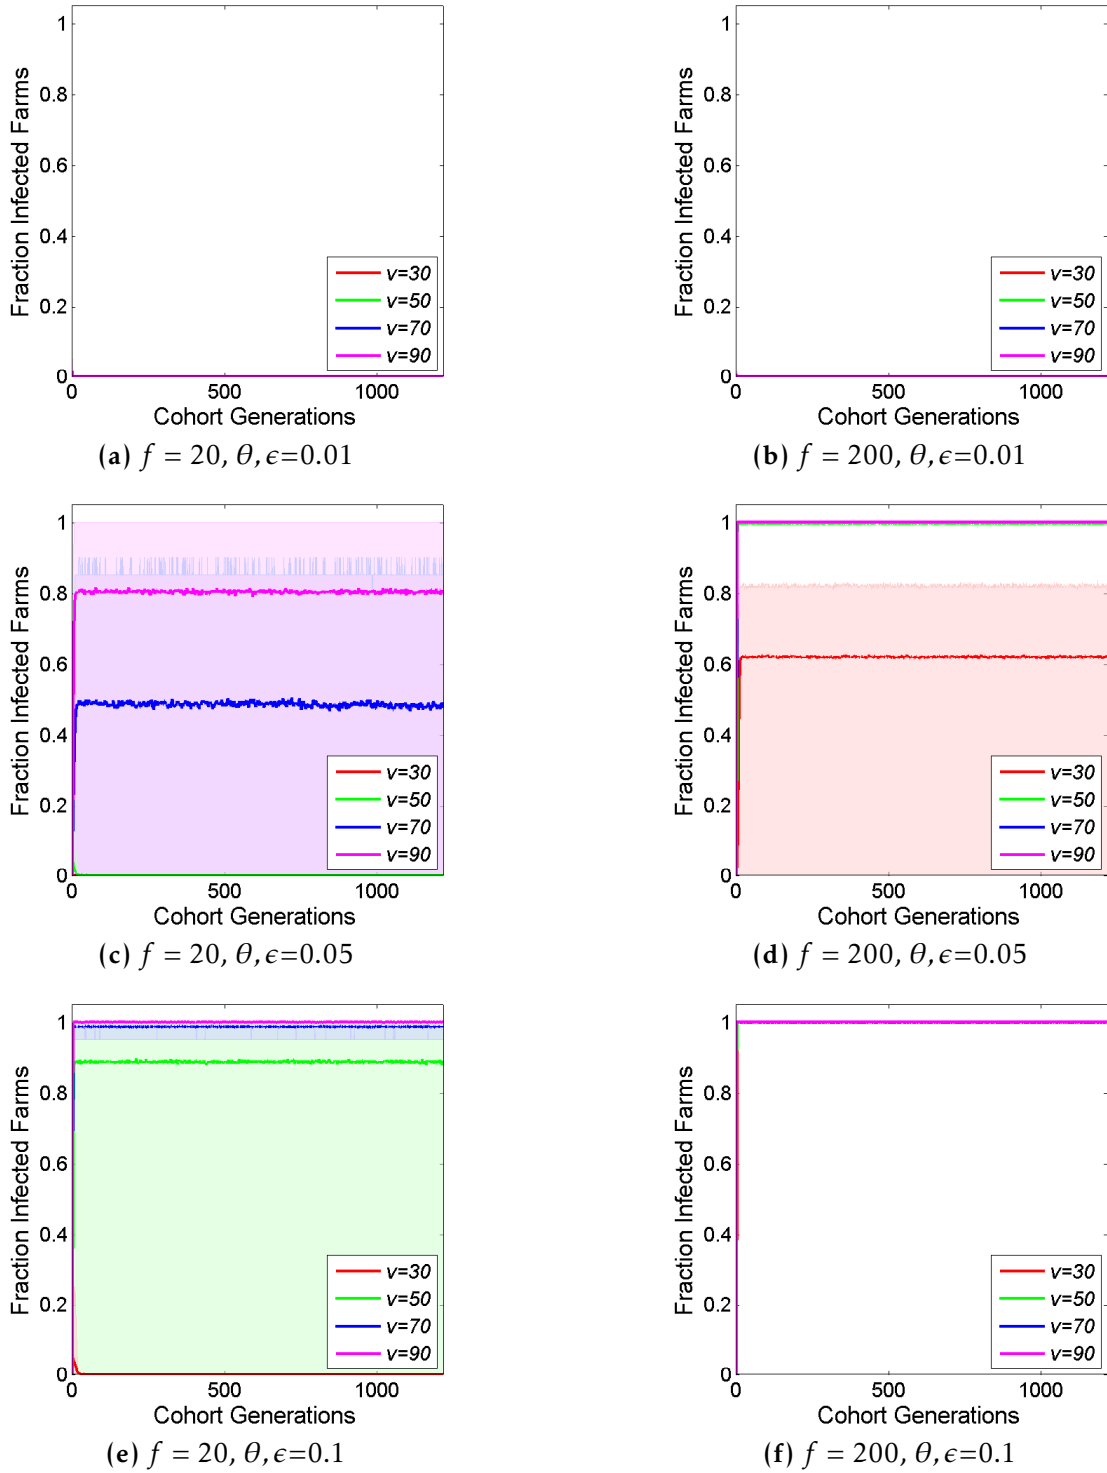 1
0.8
0.6
0.4
0.2
0
Fraction Infected Farms
v=30
v=50
v=70
v=90
0 500 1000
Cohort Generations
(a) f = 20, θ,ϵ=0.01
1
0.8
0.6
0.4
0.2
0
Fraction Infected Farms
v=30
v=50
v=70
v=90
0 500 1000
Cohort Generations
(b) f = 200, θ,ϵ=0.01
1
0.8
0.6
0.4
0.2
0
Fraction Infected Farms
v=30
v=50
v=70
v=90
0 500 1000
Cohort Generations
(c) f = 20, θ,ϵ=0.05
1
0.8
0.6
0.4
0.2
0
Fraction Infected Farms
v=30
v=50
v=70
v=90
0 500 1000
Cohort Generations
(d) f = 200, θ,ϵ=0.05
1
0.8
0.6
0.4
0.2
0
Fraction Infected Farms
v=30
v=50
v=70
v=90
0 500 1000
Cohort Generations
(e) f = 20, θ,ϵ=0.1
1
0.8
0.6
0.4
0.2
0
Fraction Infected Farms
v=30
v=50
v=70
v=90
0 500 1000
Cohort Generations
(f) f = 200, θ,ϵ=0.1